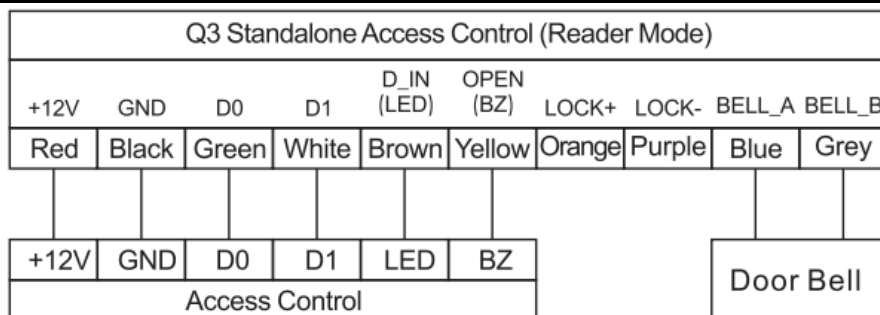 Q3 Standalone Access Control (Reader Mode)
+12V GND D0 D1 D_IN (LED) OPEN (BZ) LOCK+ LOCK- BELL_A BELL_B
Red Black Green White Brown Yellow Orange Purple Blue Grey
+12V GND D0 D1 LED BZ
Access Control
Door Bell